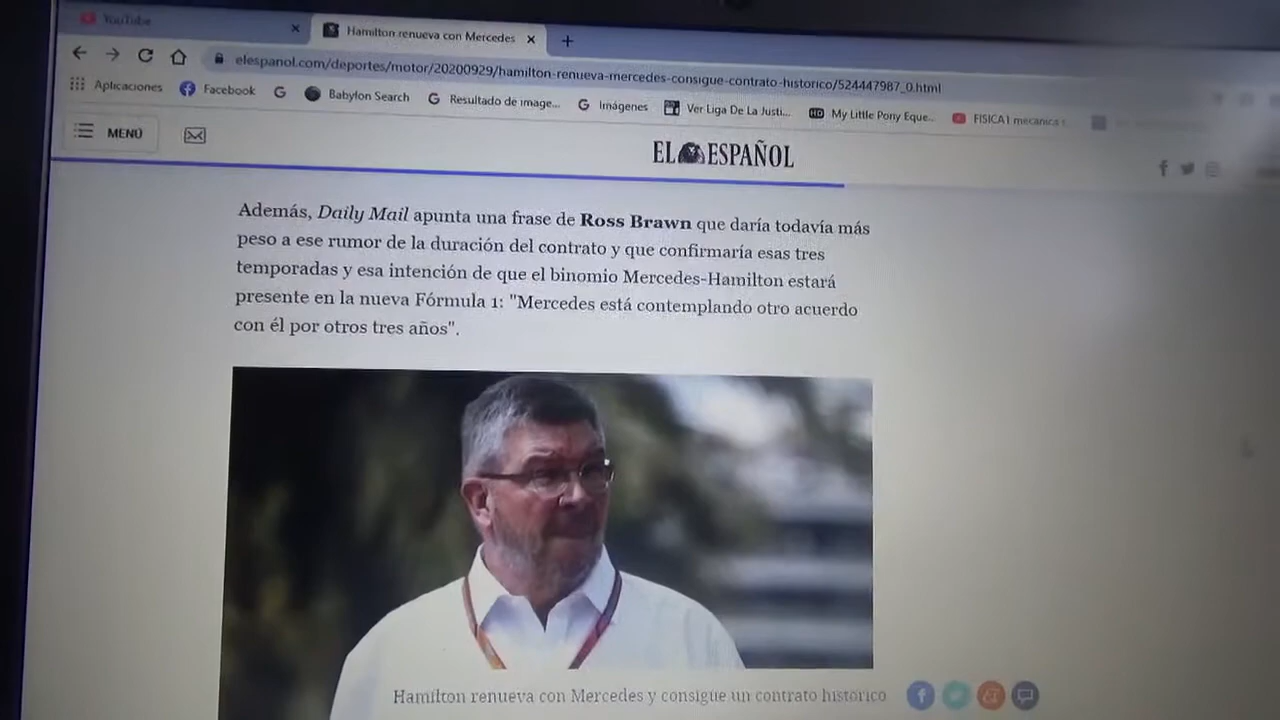 YouTube
Hamilton renueva con Mercedes
elespanol.com/deportes/motor/20200929/hamilton-renueva-mercedes-consigue-contrato-historico/524447987_0.html
Aplicaciones Facebook Babylon Search Resultado de image... Imágenes Ver Liga De La Justi... HD My Little Pony Eque... FISICA I mecanica
MENÚ
EL ESPAÑOL
Además, Daily Mail apunta una frase de Ross Brawn que daría todavía más
peso a ese rumor de la duración del contrato y que confirmaría esas tres
temporadas y esa intención de que el binomio Mercedes-Hamilton estará
presente en la nueva Fórmula 1: "Mercedes está contemplando otro acuerdo
con él por otros tres años".
Hamilton renueva con Mercedes y consigue un contrato histórico